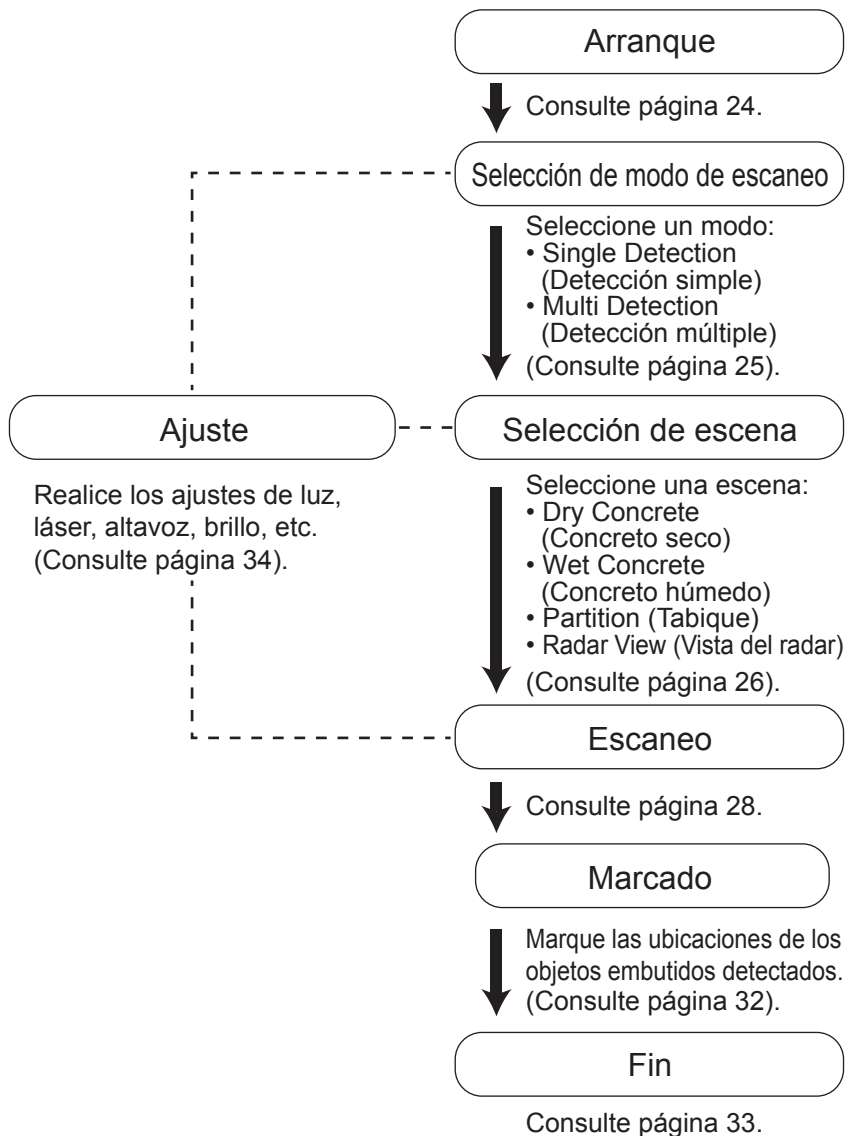 Arranque
Consulte página 24.
Selección de modo de escaneo
Seleccione un modo:
• Single Detection
(Detección simple)
• Multi Detection
(Detección múltiple)
(Consulte página 25).
Ajuste
Realice los ajustes de luz,
láser, altavoz, brillo, etc.
(Consulte página 34).
Selección de escena
Seleccione una escena:
• Dry Concrete
(Concreto seco)
• Wet Concrete
(Concreto húmedo)
• Partition (Tabique)
• Radar View (Vista del radar)
(Consulte página 26).
Escaneo
Consulte página 28.
Marcado
Marque las ubicaciones de los
objetos embutidos detectados.
(Consulte página 32).
Fin
Consulte página 33.